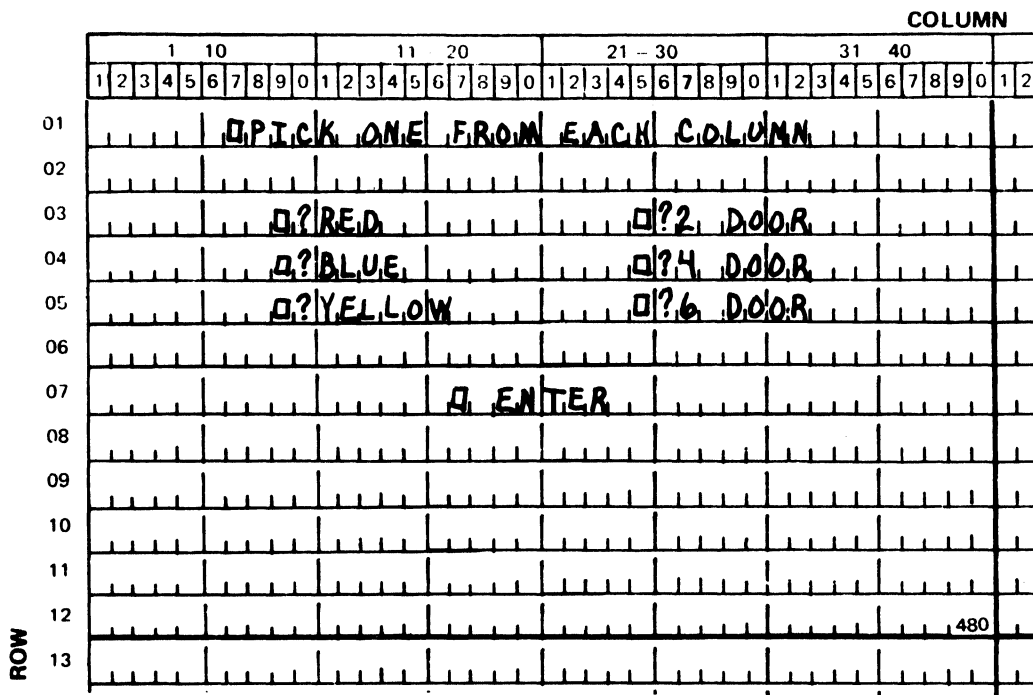 COLUMN
1 10 11 - 20 21 - 30 31 40
1 2 3 4 5 6 7 8 9 0 1 2 3 4 5 6 7 8 9 0 1 2 3 4 5 6 7 8 9 0 1 2 3 4 5 6 7 8 9 0 1 2
01 □PICK ONE FROM EACH COLUMN
02
03 □?RED □?2 DOOR
04 □?BLUE □?4 DOOR
05 □?YELLOW □?6 DOOR
06
07 □ ENTER
08
09
10
11
12 480
13
ROW